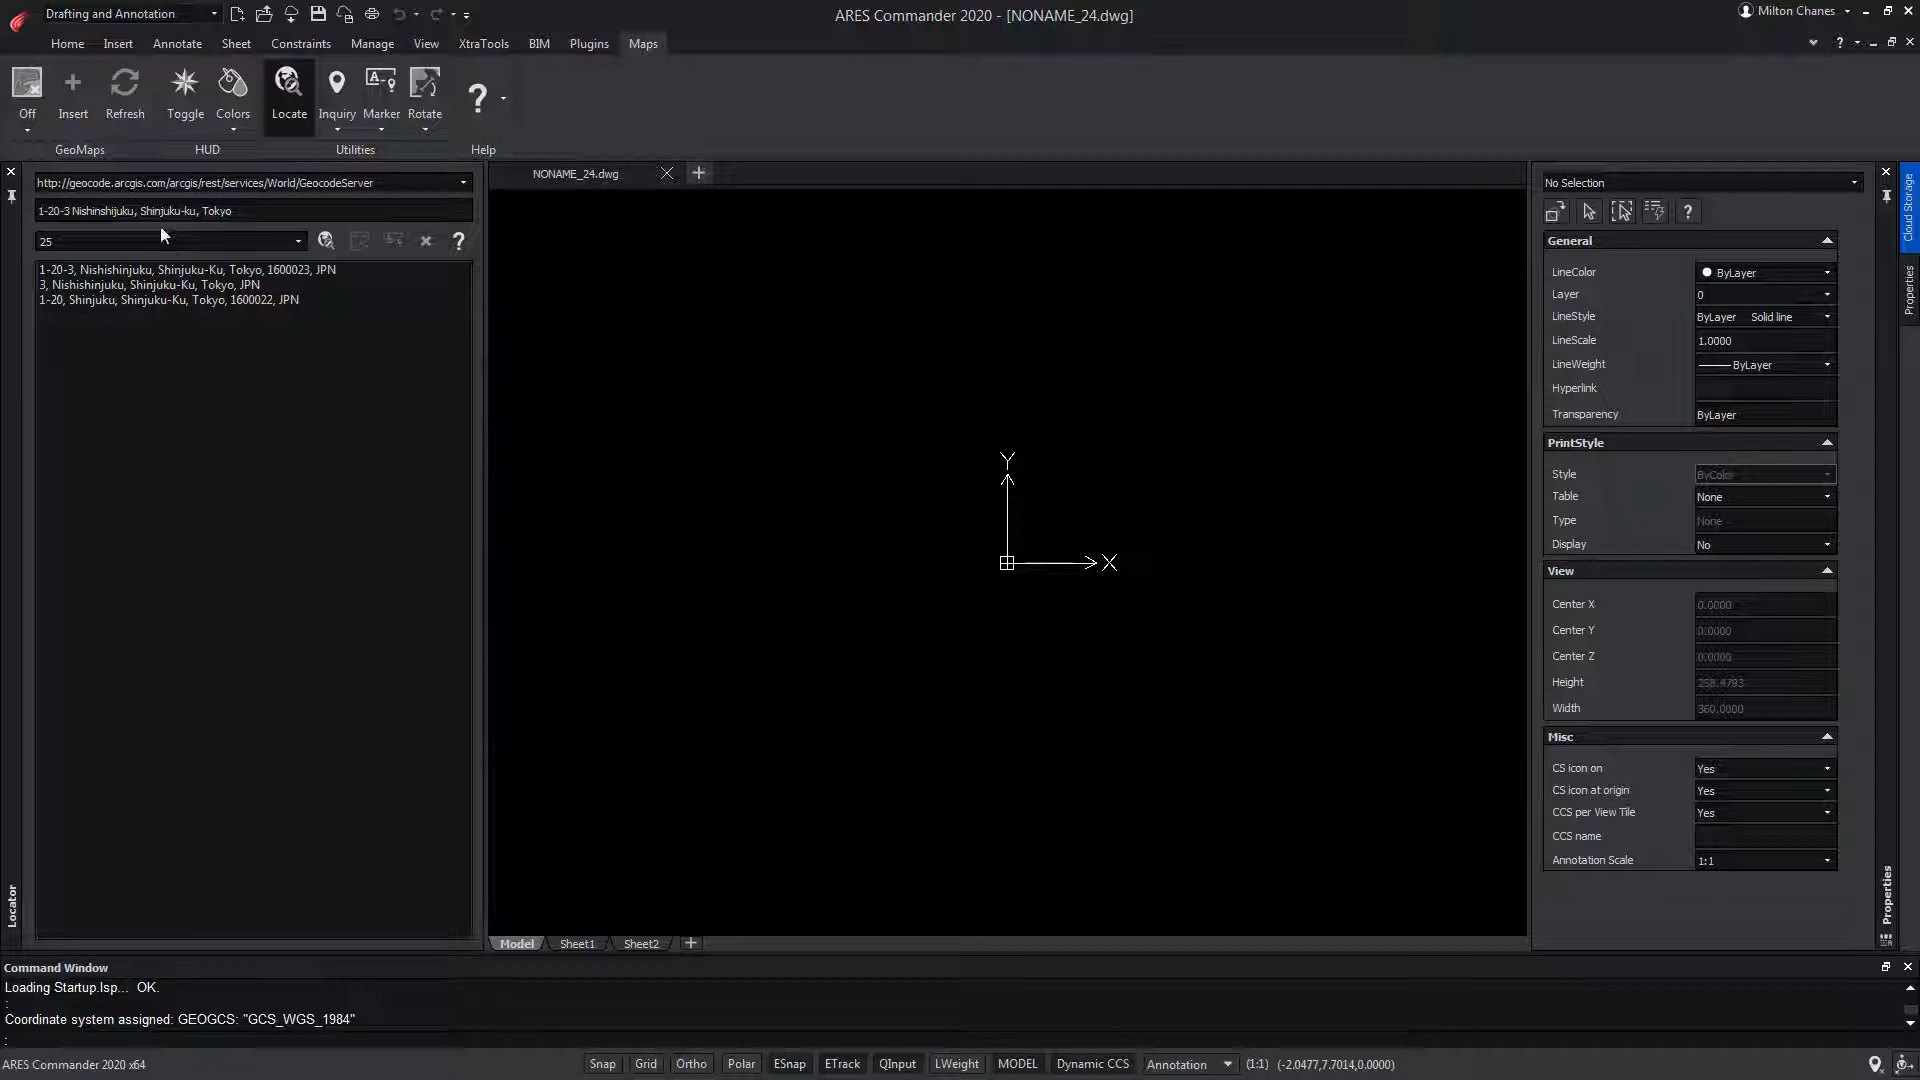 Drafting and Annotation
ARES Commander 2020 - [NONAME_24.dwg]
Milton Chanes
Home Insert Annotate Sheet Constraints Manage View XtraTools BIM Plugins Maps
Off Insert Refresh Toggle Colors Locate Inquiry Marker Rotate
GeoMaps HUD Utilities Help
http://geocode.arcgis.com/arcgis/rest/services/World/GeocodeServer
1-20-3 Nishinshijuku, Shinjuku-ku, Tokyo
25
1-20-3, Nishishinjuku, Shinjuku-Ku, Tokyo, 1600023, JPN
3, Nishishinjuku, Shinjuku-Ku, Tokyo, JPN
1-20, Shinjuku, Shinjuku-Ku, Tokyo, 1600022, JPN
Locator
NONAME_24.dwg
Y
X
Model Sheet1 Sheet2
No Selection
General
LineColor ByLayer
Layer 0
LineStyle ByLayer Solid line
LineScale 1.0000
LineWeight ByLayer
Hyperlink
Transparency ByLayer
PrintStyle
Style ByColor
Table None
Type None
Display No
View
Center X 0.0000
Center Y 0.0000
Center Z 0.0000
Height 258.4793
Width 360.0000
Misc
CS icon on Yes
CS icon at origin Yes
CCS per View Tile Yes
CCS name
Annotation Scale 1:1
Properties
Cloud Storage
Properties
Command Window
Loading Startup.lsp... OK.
:
Coordinate system assigned: GEOGCS: "GCS_WGS_1984"
:
ARES Commander 2020 x64
Snap Grid Ortho Polar ESnap ETrack QInput LWeight MODEL Dynamic CCS Annotation (1:1) (-2.0477,7.7014,0.0000)